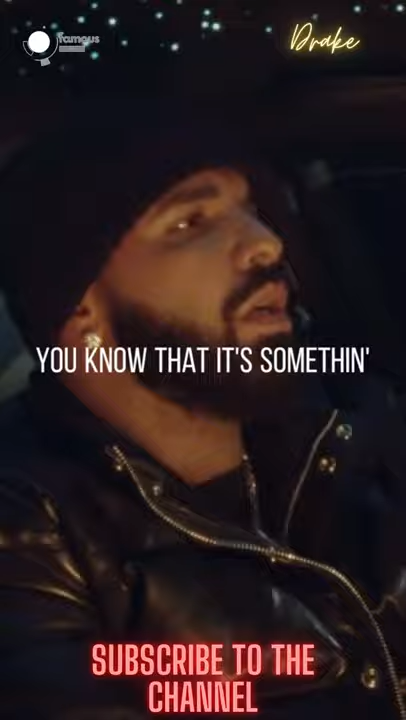 famous
Drake
YOU KNOW THAT IT'S SOMETHIN'
SUBSCRIBE TO THE
CHANNEL